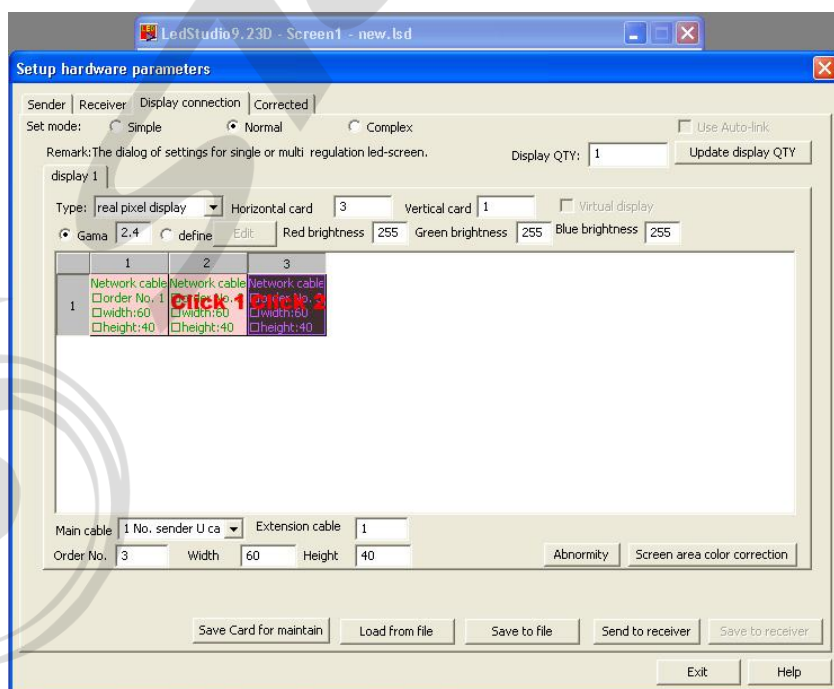 LedStudio9.23D - Screen1 - new.lsd
Setup hardware parameters
Sender Receiver Display connection Corrected
Set mode: Simple Normal Complex Use Auto-link
Remark:The dialog of settings for single or multi regulation led-screen. Display QTY: 1 Update display QTY
display 1
Type: real pixel display Horizontal card 3 Vertical card 1 Virtual display
Gama 2.4 define Edit Red brightness 255 Green brightness 255 Blue brightness 255
1 2 3
Network cable Network cable Network cable
1 order No. 1 order No. Click 1 Click 2
width:60 width:60 width:60
height:40 height:40 height:40
Main cable 1 No. sender U ca Extension cable 1
Order No. 3 Width 60 Height 40 Abnormity Screen area color correction
Save Card for maintain Load from file Save to file Send to receiver Save to receiver
Exit Help